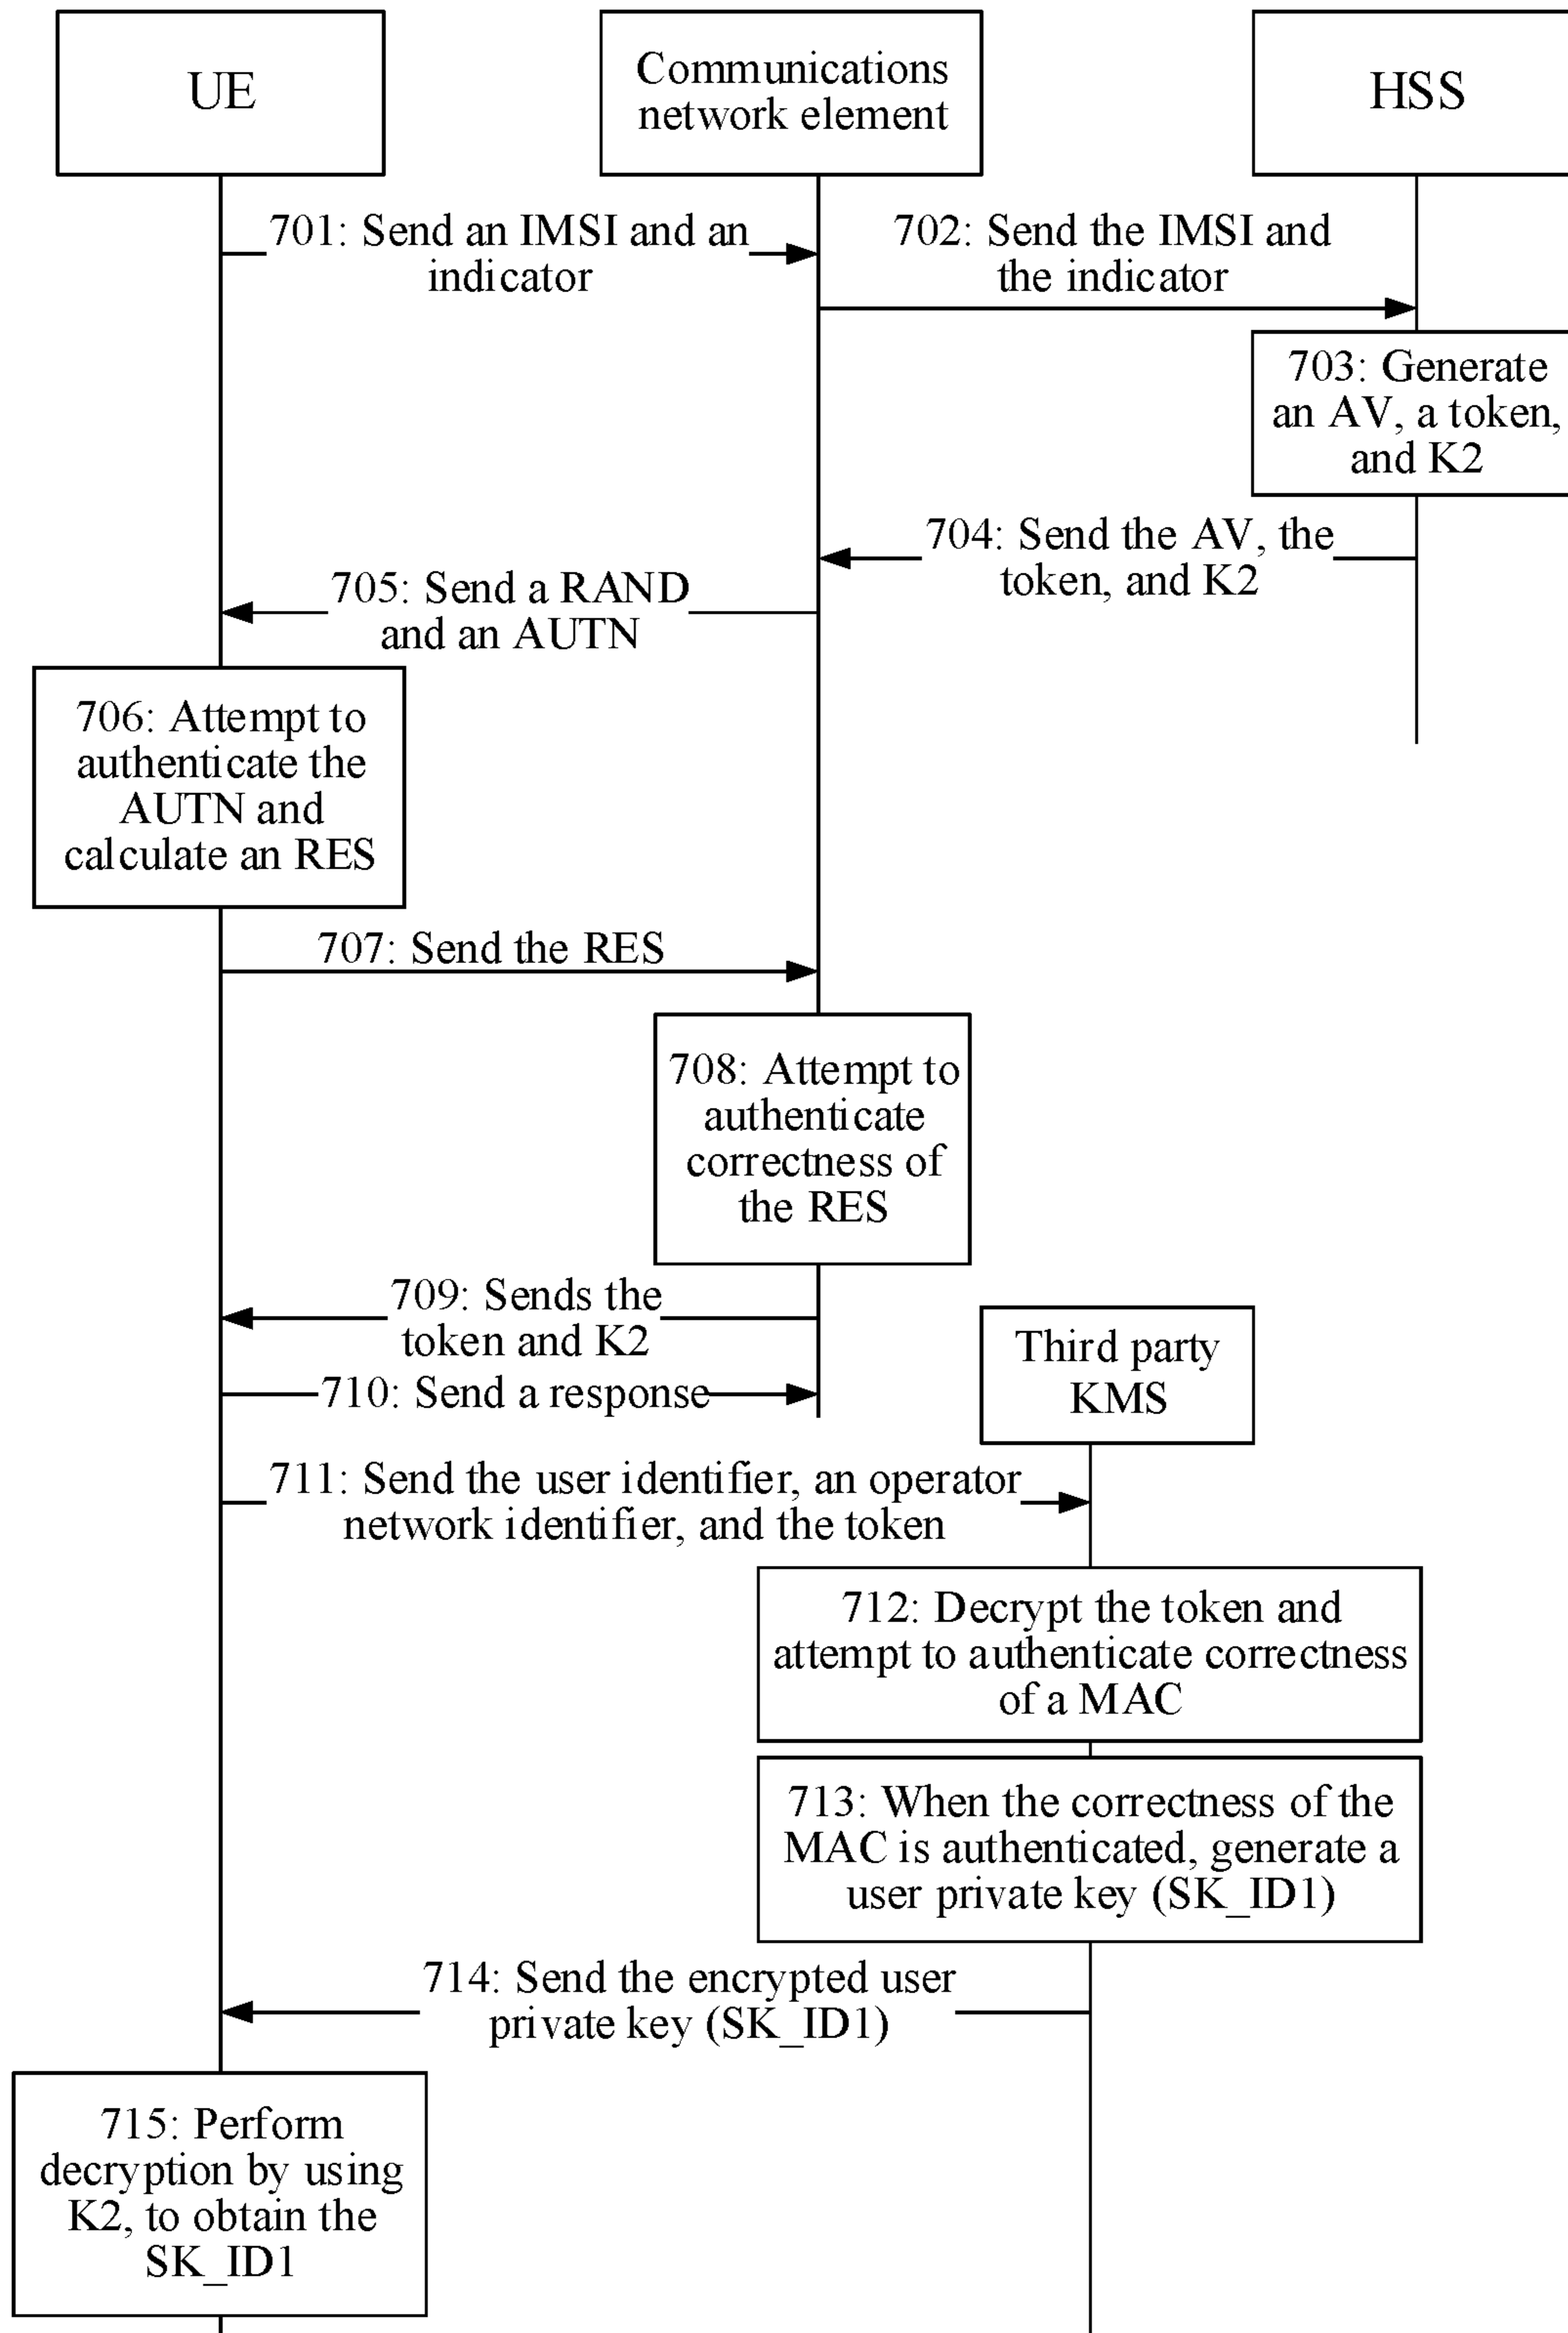 UE
Communications
network element
HSS
701: Send an IMSI and an
indicator
702: Send the IMSI and
the indicator
703: Generate
an AV, a token,
and K2
704: Send the AV, the
token, and K2
705: Send a RAND
and an AUTN
706: Attempt to
authenticate the
AUTN and
calculate an RES
707: Send the RES
708: Attempt to
authenticate
correctness of
the RES
709: Sends the
token and K2
Third party
KMS
710: Send a response
711: Send the user identifier, an operator
network identifier, and the token
712: Decrypt the token and
attempt to authenticate correctness
of a MAC
713: When the correctness of the
MAC is authenticated, generate a
user private key (SK_ID1)
714: Send the encrypted user
private key (SK_ID1)
715: Perform
decryption by using
K2, to obtain the
SK_ID1